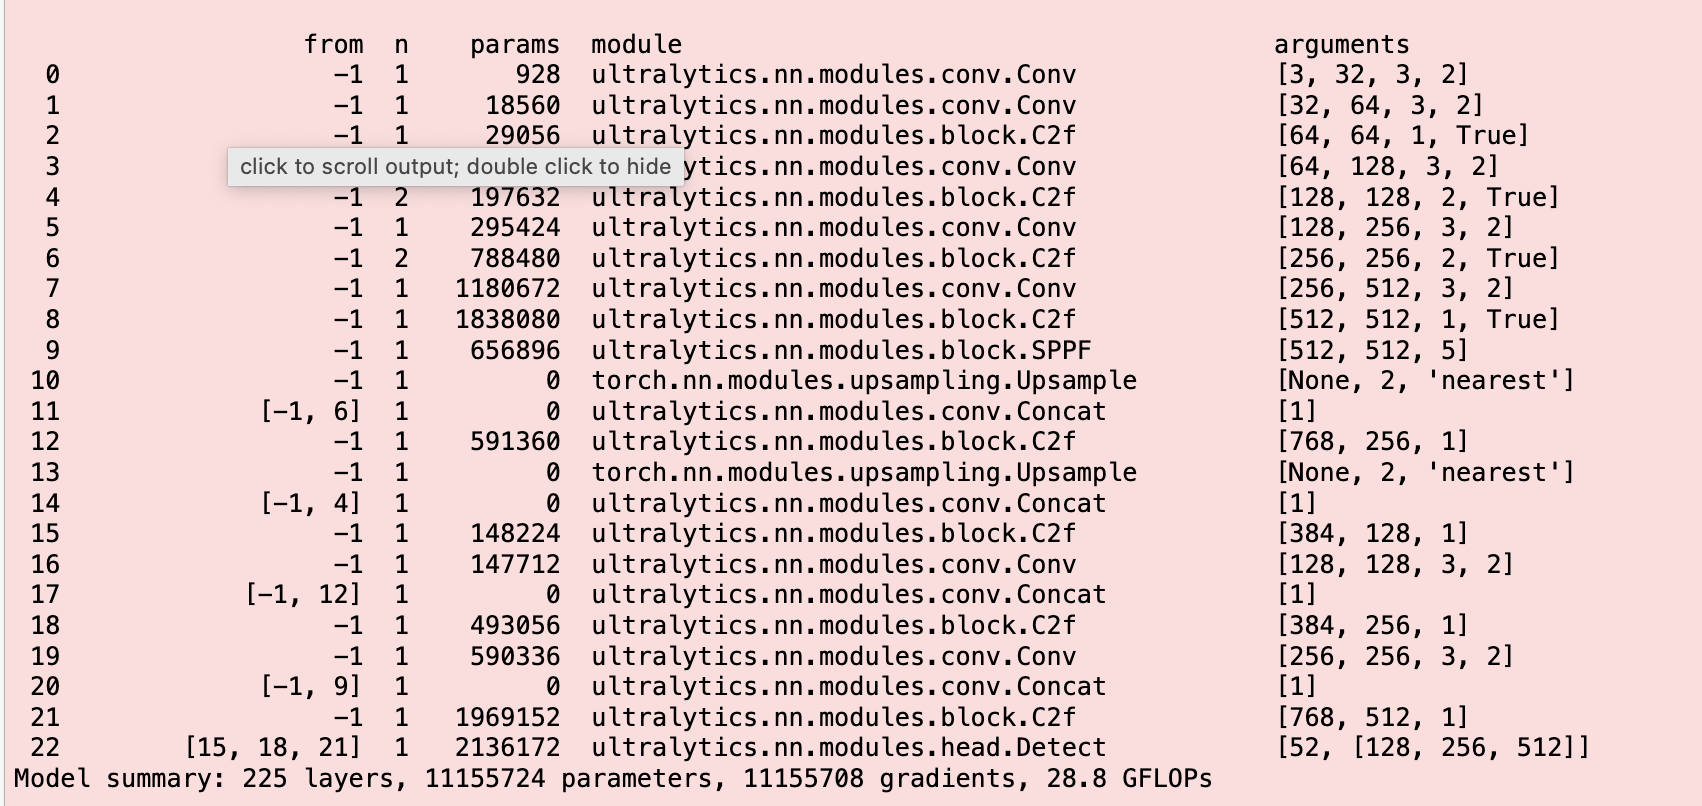 from n params module arguments
0 -1 1 928 ultralytics.nn.modules.conv.Conv [3, 32, 3, 2]
1 -1 1 18560 ultralytics.nn.modules.conv.Conv [32, 64, 3, 2]
2 -1 1 29056 ultralytics.nn.modules.block.C2f [64, 64, 1, True]
3 click to scroll output; double click to hide ytics.nn.modules.conv.Conv [64, 128, 3, 2]
4 -1 2 197632 ultralytics.nn.modules.block.C2f [128, 128, 2, True]
5 -1 1 295424 ultralytics.nn.modules.conv.Conv [128, 256, 3, 2]
6 -1 2 788480 ultralytics.nn.modules.block.C2f [256, 256, 2, True]
7 -1 1 1180672 ultralytics.nn.modules.conv.Conv [256, 512, 3, 2]
8 -1 1 1838080 ultralytics.nn.modules.block.C2f [512, 512, 1, True]
9 -1 1 656896 ultralytics.nn.modules.block.SPPF [512, 512, 5]
10 -1 1 0 torch.nn.modules.upsampling.Upsample [None, 2, 'nearest']
11 [-1, 6] 1 0 ultralytics.nn.modules.conv.Concat [1]
12 -1 1 591360 ultralytics.nn.modules.block.C2f [768, 256, 1]
13 -1 1 0 torch.nn.modules.upsampling.Upsample [None, 2, 'nearest']
14 [-1, 4] 1 0 ultralytics.nn.modules.conv.Concat [1]
15 -1 1 148224 ultralytics.nn.modules.block.C2f [384, 128, 1]
16 -1 1 147712 ultralytics.nn.modules.conv.Conv [128, 128, 3, 2]
17 [-1, 12] 1 0 ultralytics.nn.modules.conv.Concat [1]
18 -1 1 493056 ultralytics.nn.modules.block.C2f [384, 256, 1]
19 -1 1 590336 ultralytics.nn.modules.conv.Conv [256, 256, 3, 2]
20 [-1, 9] 1 0 ultralytics.nn.modules.conv.Concat [1]
21 -1 1 1969152 ultralytics.nn.modules.block.C2f [768, 512, 1]
22 [15, 18, 21] 1 2136172 ultralytics.nn.modules.head.Detect [52, [128, 256, 512]]
Model summary: 225 layers, 11155724 parameters, 11155708 gradients, 28.8 GFLOPs